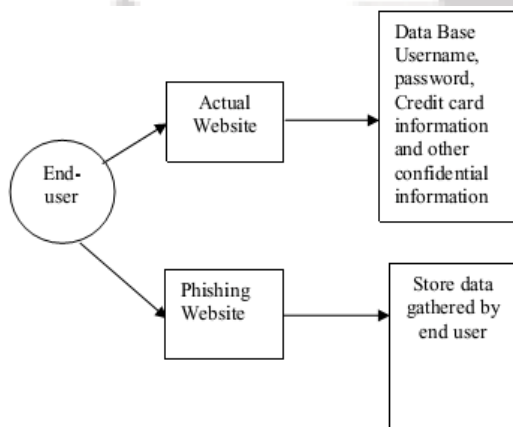 Data Base
Username,
password,
Credit card
information
and other
confidential
information
Actual
Website
End-
user
Phishing
Website
Store data
gathered by
end user